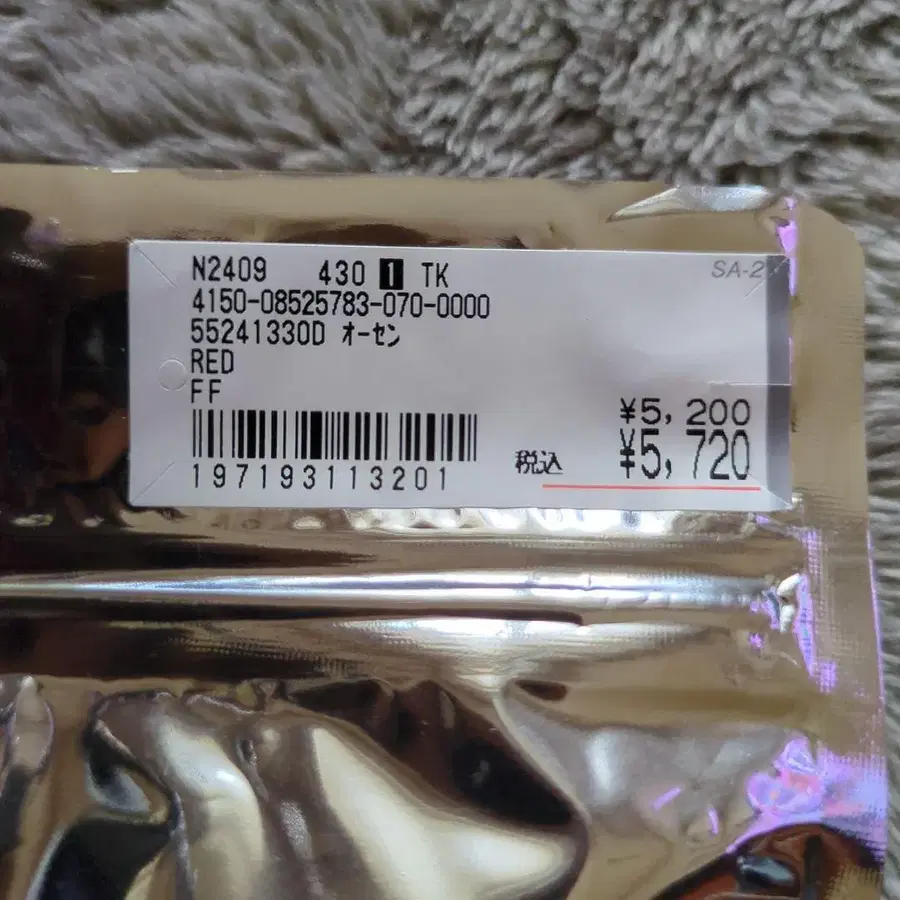 N2409 430 1 TK
SA-2
4150-08525783-070-0000
55241330D オーセン
RED
FF
¥5,200
税込 ¥5,720
197193113201